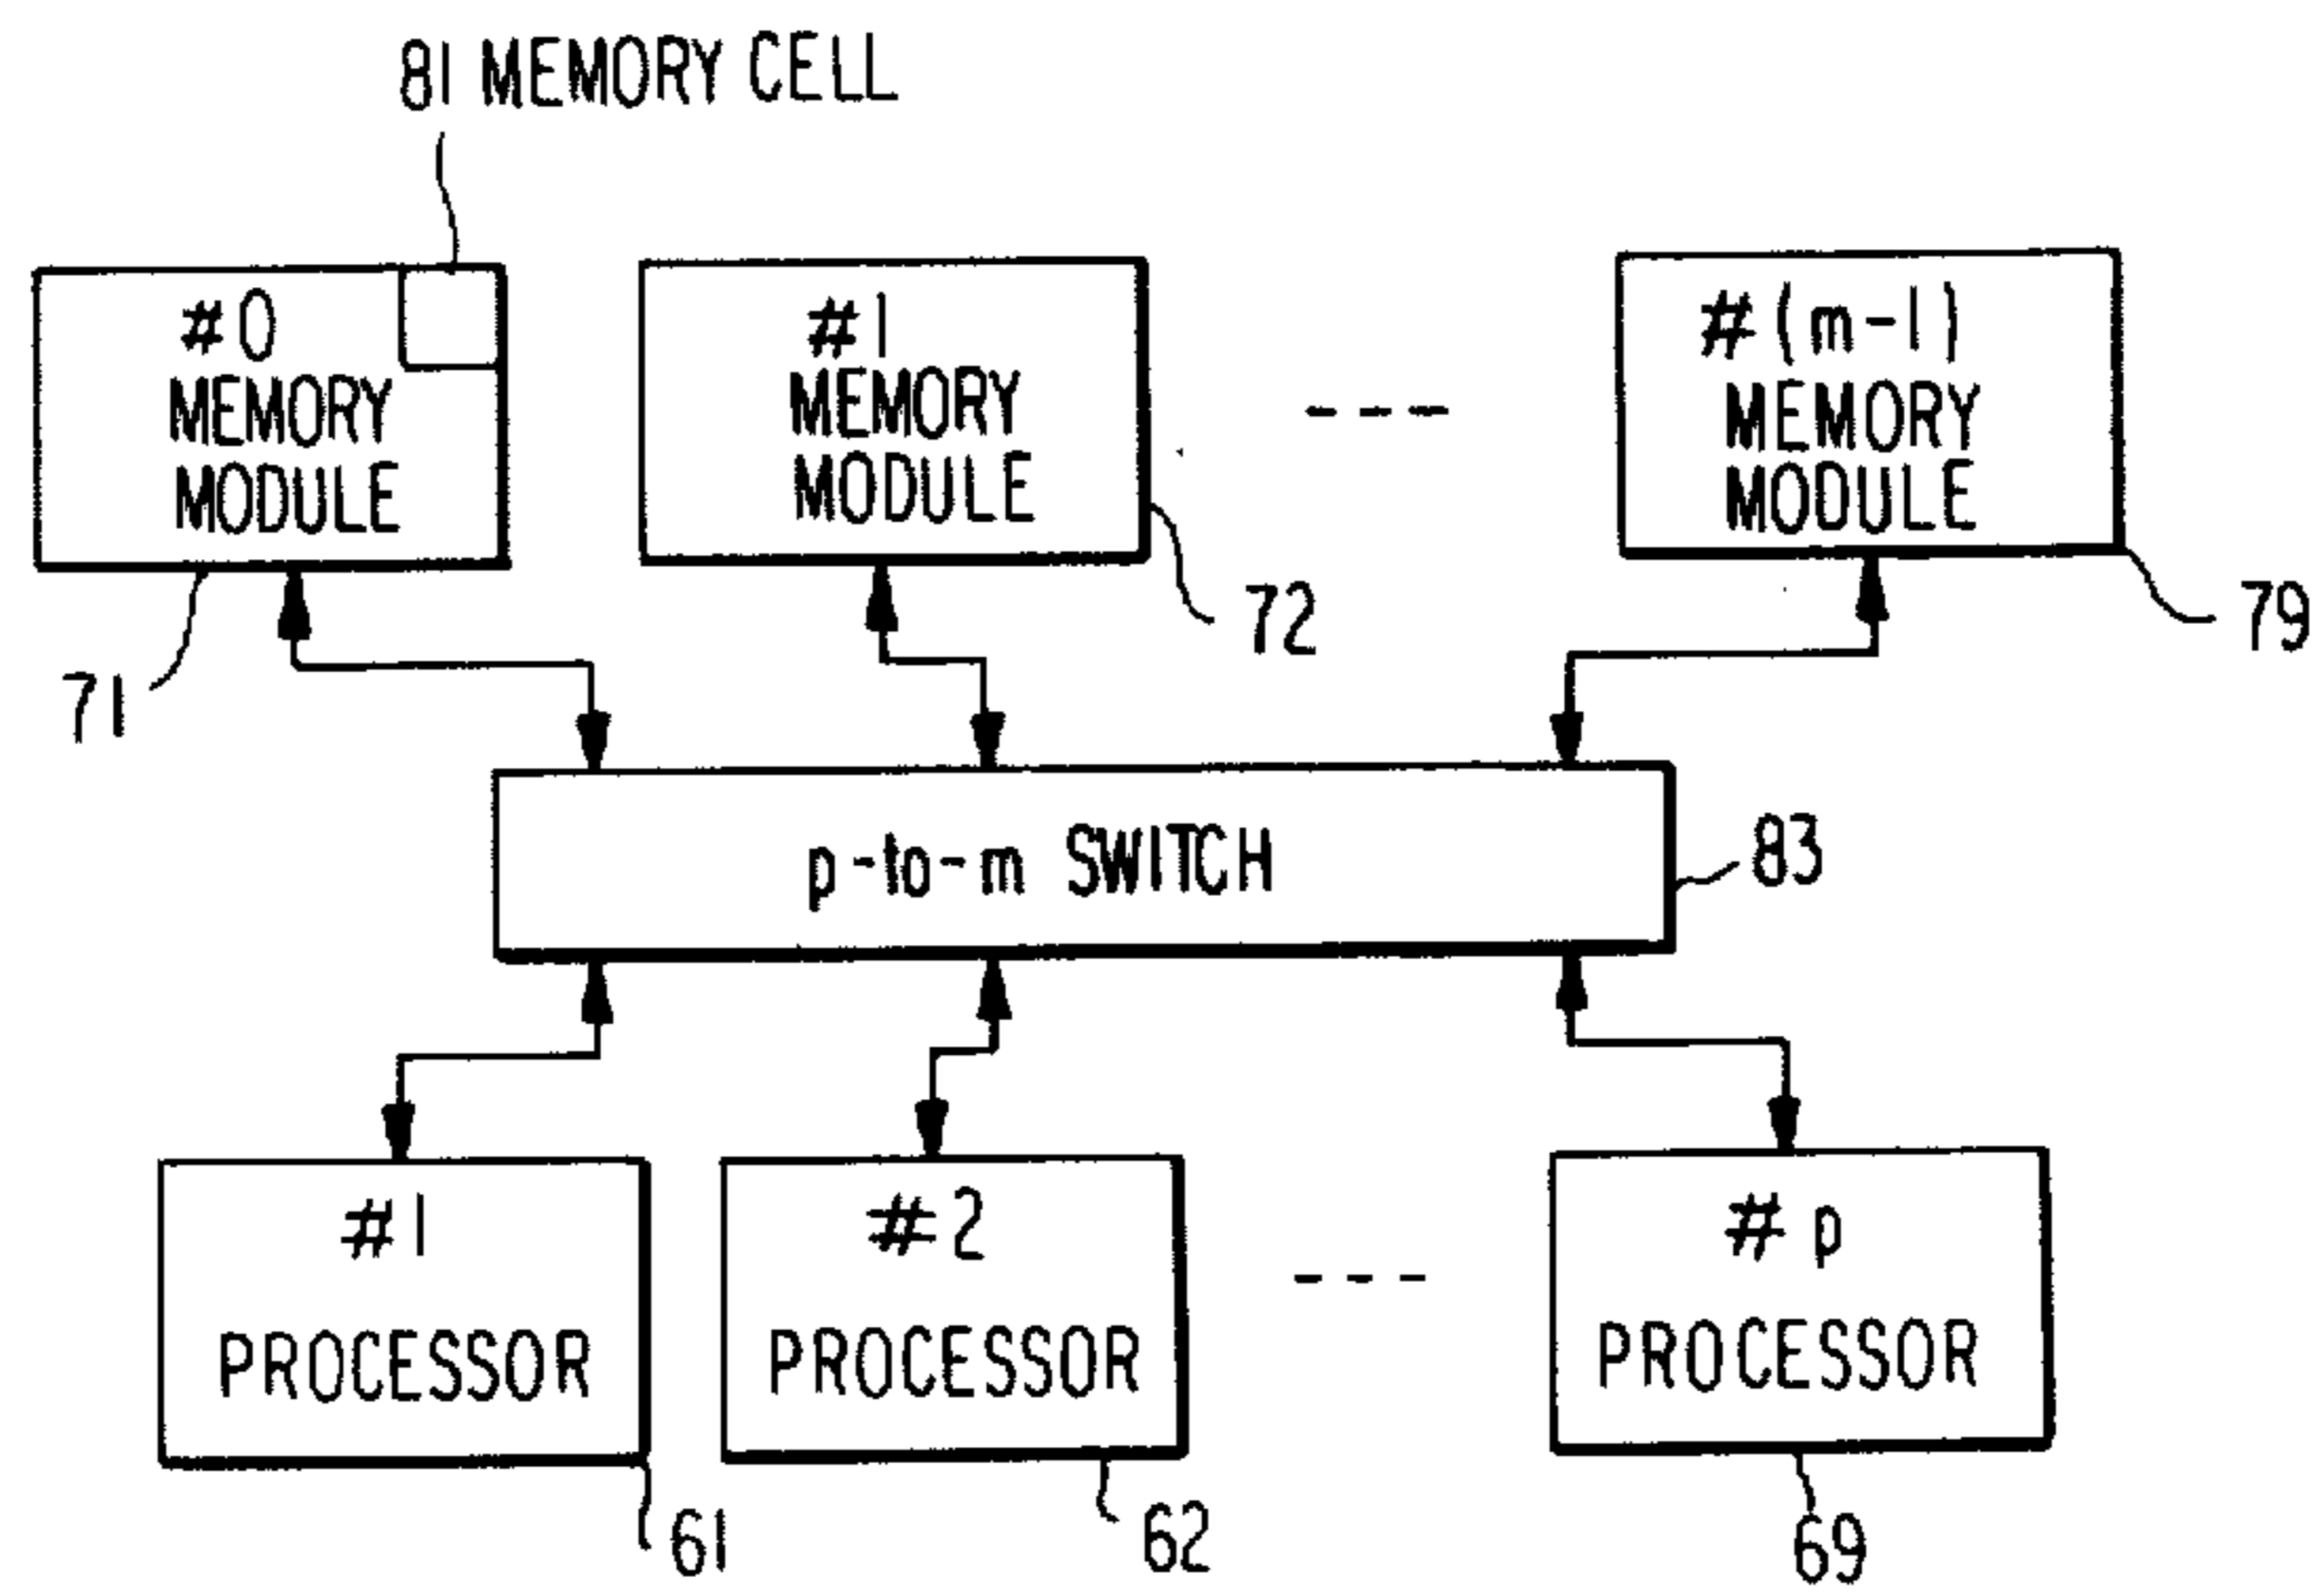 81 MEMORY CELL
#0
MEMORY
MODULE
#1
MEMORY
MODULE
---
#(m-1)
MEMORY
MODULE
71
72
79
p-to-m SWITCH
83
#1
PROCESSOR
#2
PROCESSOR
---
#p
PROCESSOR
61
62
69